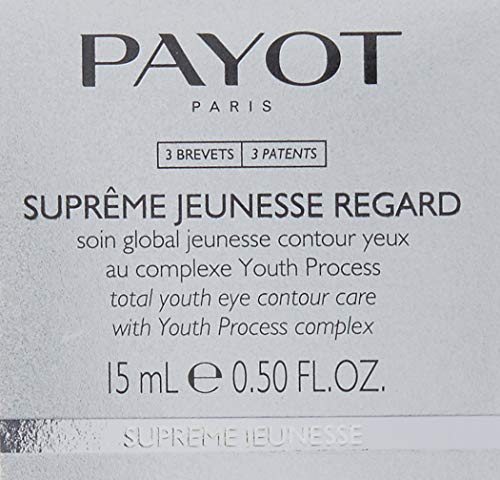 PAYOT
PARIS
3 BREVETS | 3 PATENTS
SUPRÊME JEUNESSE REGARD
soin global jeunesse contour yeux
au complexe Youth Process
total youth eye contour care
with Youth Process complex
15 mL ℮ 0.50 FL.OZ.
SUPREME JEUNESSE